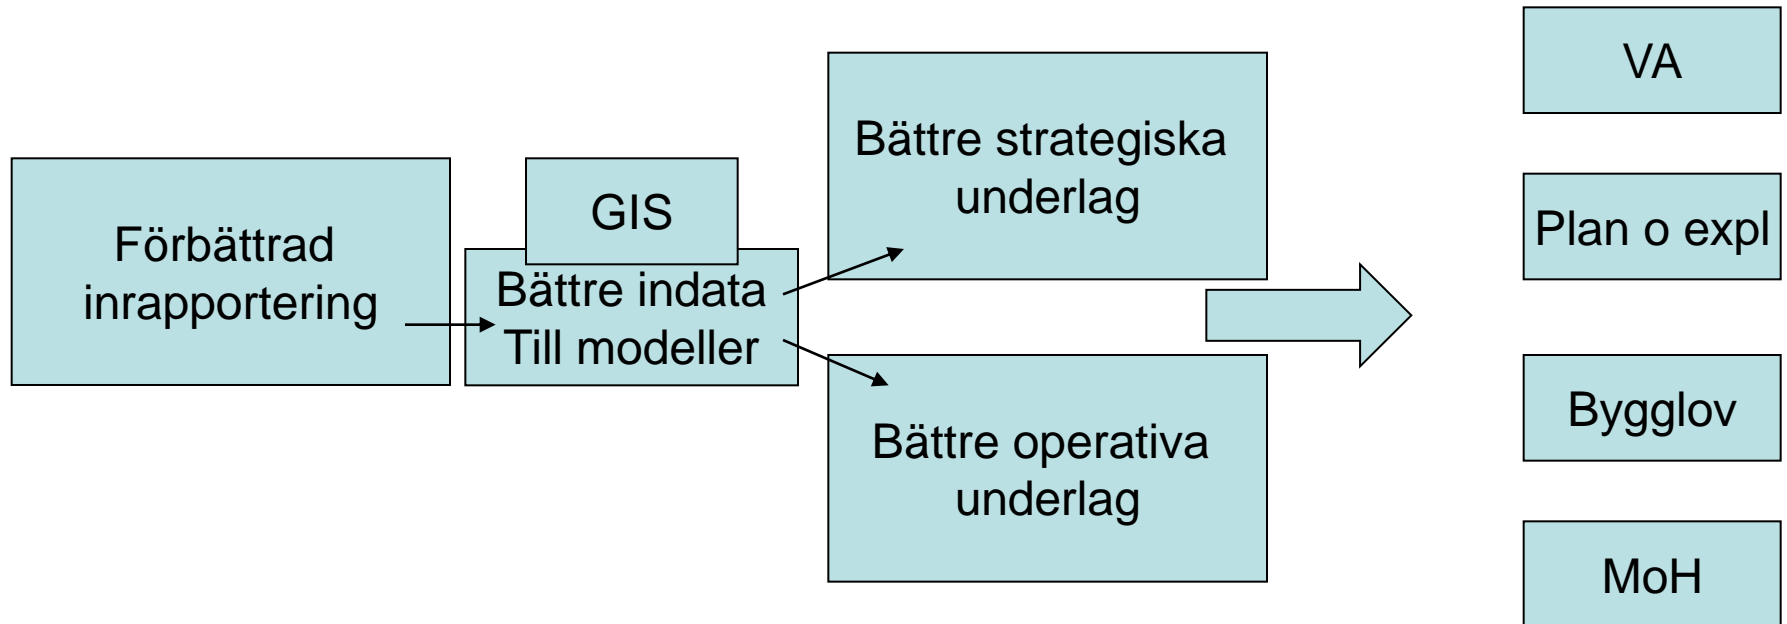 Förbättrad
inrapportering
GIS
Bättre indata
Till modeller
Bättre strategiska
underlag
Bättre operativa
underlag
VA
Plan o expl
Bygglov
MoH